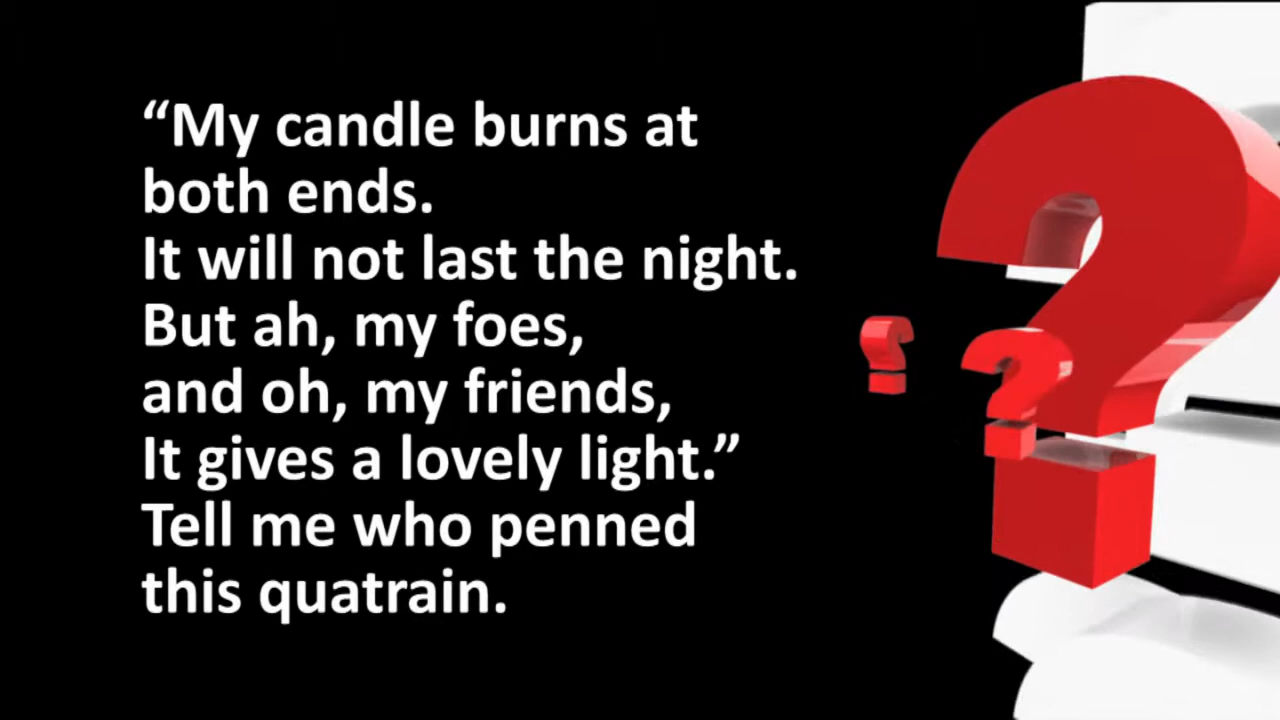 “My candle burns at
both ends.
It will not last the night.
But ah, my foes,
and oh, my friends,
It gives a lovely light.”
Tell me who penned
this quatrain.